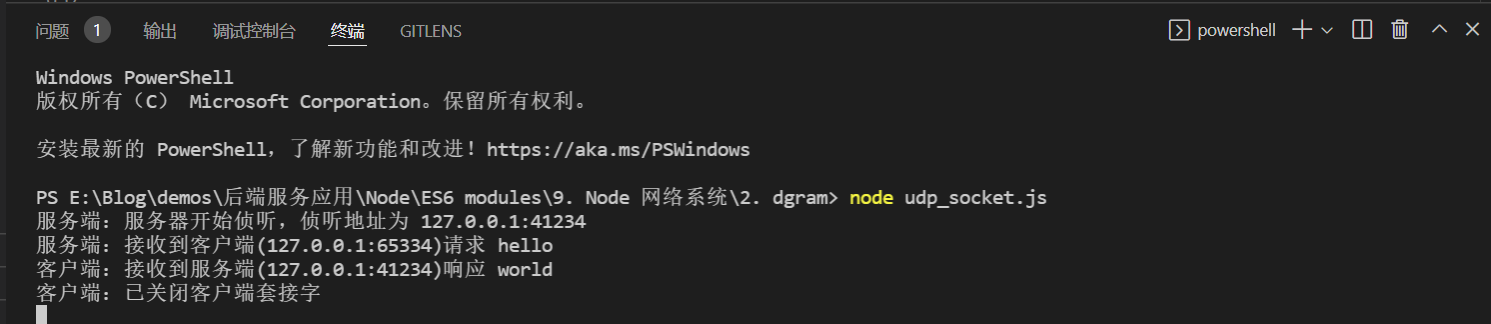 问题 1 输出 调试控制台 终端 GITLENS powershell
Windows PowerShell
版权所有（C） Microsoft Corporation。保留所有权利。
安装最新的 PowerShell，了解新功能和改进！https://aka.ms/PSWindows
PS E:\Blog\demos\后端服务应用\Node\ES6 modules\9. Node 网络系统\2. dgram> node udp_socket.js
服务端：服务器开始侦听，侦听地址为 127.0.0.1:41234
服务端：接收到客户端(127.0.0.1:65334)请求 hello
客户端：接收到服务端(127.0.0.1:41234)响应 world
客户端：已关闭客户端套接字